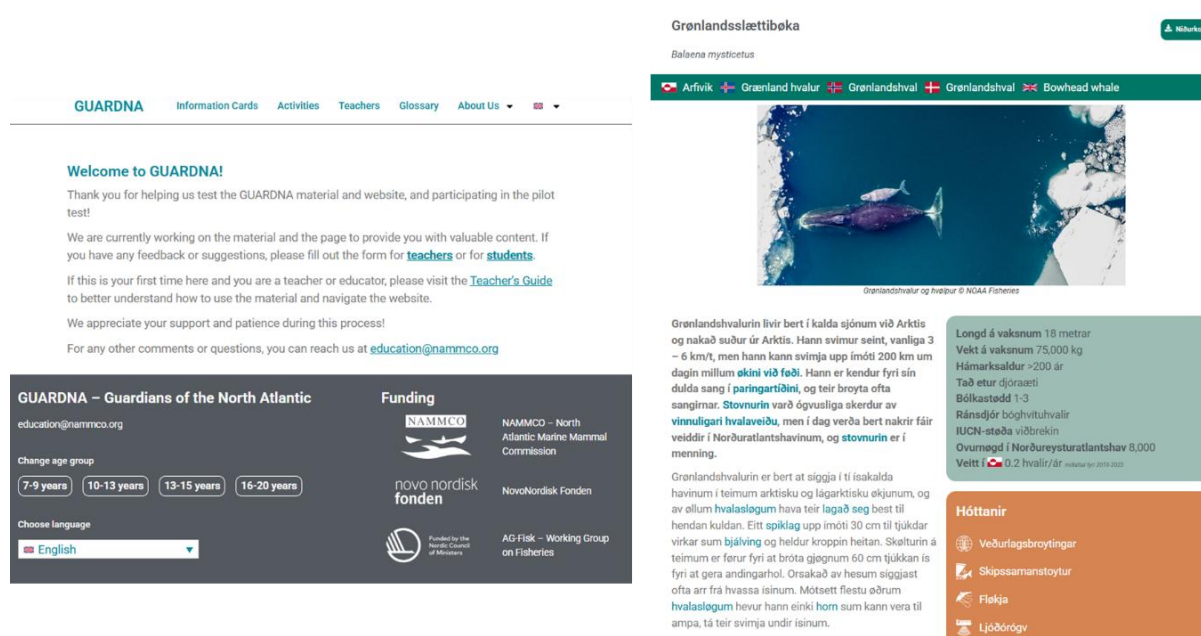 GUARDNA
Information Cards Activities Teachers Glossary About Us
Welcome to GUARDNA!
Thank you for helping us test the GUARDNA material and website, and participating in the pilot
test!
We are currently working on the material and the page to provide you with valuable content. If
you have any feedback or suggestions, please fill out the form for teachers or for students.
If this is your first time here and you are a teacher or educator, please visit the Teacher's Guide
to better understand how to use the material and navigate the website.
We appreciate your support and patience during this process!
For any other comments or questions, you can reach us at education@nammco.org
GUARDNA – Guardians of the North Atlantic
education@nammco.org
Change age group
7-9 years 10-13 years 13-15 years 16-20 years
Choose language
English
Funding
NAMMCO
NAMMCO – North
Atlantic Marine Mammal
Commission
novo nordisk
fonden
NovoNordisk Fonden
Funded by the
Nordic Council
of Ministers
AG-Fisk – Working Group
on Fisheries
Grønlandsslættibøka
Balaena mysticetus
Arfivik Grænland hvalur Grønlandshval Grønlandshval Bowhead whale
Grønlandshvalur og hvølpur © NOAA Fisheries
Grønlandshvalurin livir bert í kalda sjónum við Arktis
og nakað suður úr Arktis. Hann svimur seint, vanliga 3
– 6 km/t, men hann kann svimja upp ímóti 200 km um
dagin millum økini við føði. Hann er kendur fyri sín
dulda sang í paringartíðini, og teir broyta ofta
sangirnar. Stovnurin varð ógvusliga skerdur av
vinnuligari hvalaveiðu, men í dag verða bert nakrir fáir
veiddir í Norðuratlantshavinum, og stovnurin er í
menning.
Grønlandshvalurin er bert at síggja í tí ísakalda
havinum í teimum arktisku og lágarktisku økjunum, og
av øllum hvalasløgum hava teir lagað seg best til
hendan kuldan. Eitt spiklag upp ímóti 30 cm til tjúkdar
virkar sum bjálving og heldur kroppin heitan. Skølturin á
teimum er førur fyri at bróta gjøgnum 60 cm tjúkkan ís
fyri at gera andingarhol. Orsakað av hesum síggjast
ofta arr frá hvassa ísinum. Mótsett flestu øðrum
hvalasløgum hevur hann einki horn sum kann vera til
ampa, tá teir svimja undir ísinum.
Longd á vaksnum 18 metrar
Vekt á vaksnum 75,000 kg
Hámarksaldur >200 ár
Tað etur djóraæti
Bólkastødd 1-3
Ránsdjór bóghvítuhvalir
IUCN-støða viðbrekin
Ovurnøgd í Norðureysturatlantshav 8,000
Veitt í 0.2 hvalir/ár
Hóttanir
Veðurlagsbroytingar
Skipssamanstoytur
Fløkja
Ljóðórógv